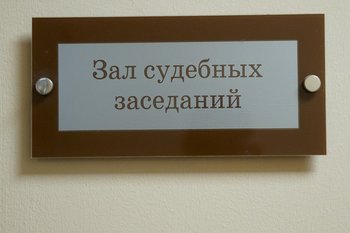 Зал судебных
заседаний